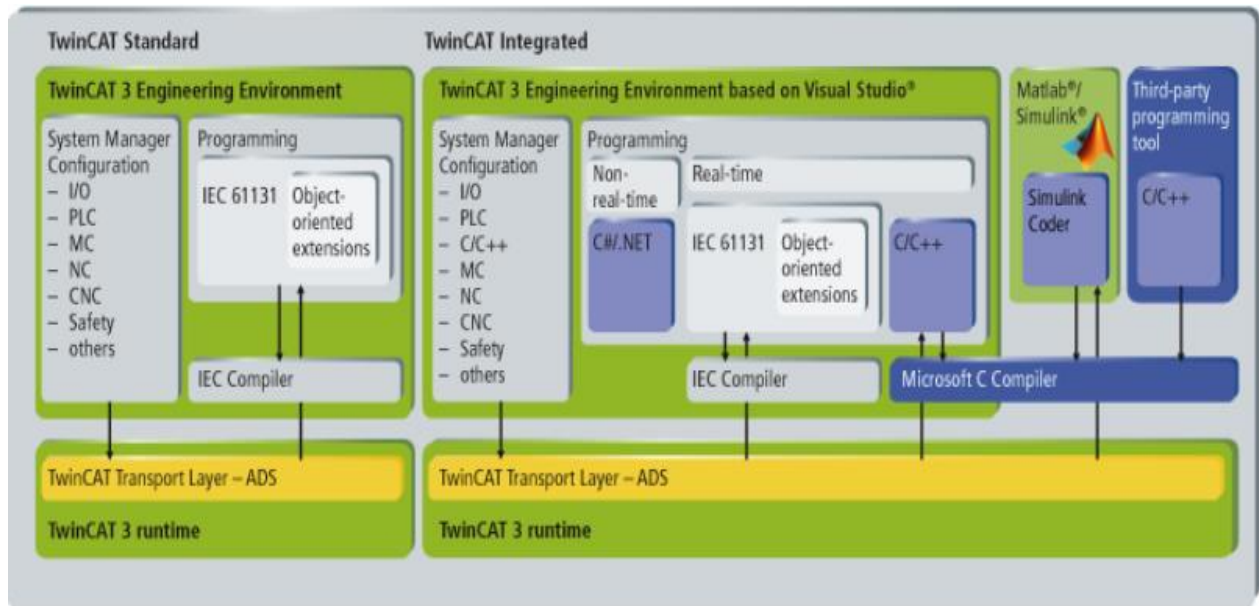 TwinCAT Standard
TwinCAT 3 Engineering Environment
System Manager
Configuration
– I/O
– PLC
– MC
– NC
– CNC
– Safety
– others
Programming
IEC 61131
Object-
oriented
extensions
IEC Compiler
TwinCAT Transport Layer – ADS
TwinCAT 3 runtime
TwinCAT Integrated
TwinCAT 3 Engineering Environment based on Visual Studio®
System Manager
Configuration
– I/O
– PLC
– C/C++
– MC
– NC
– CNC
– Safety
– others
Programming
Non-
real-time
C#/.NET
Real-time
IEC 61131
Object-
oriented
extensions
C/C++
IEC Compiler
Microsoft C Compiler
Matlab®/
Simulink®
Simulink
Coder
Third-party
programming
tool
C/C++
TwinCAT Transport Layer – ADS
TwinCAT 3 runtime